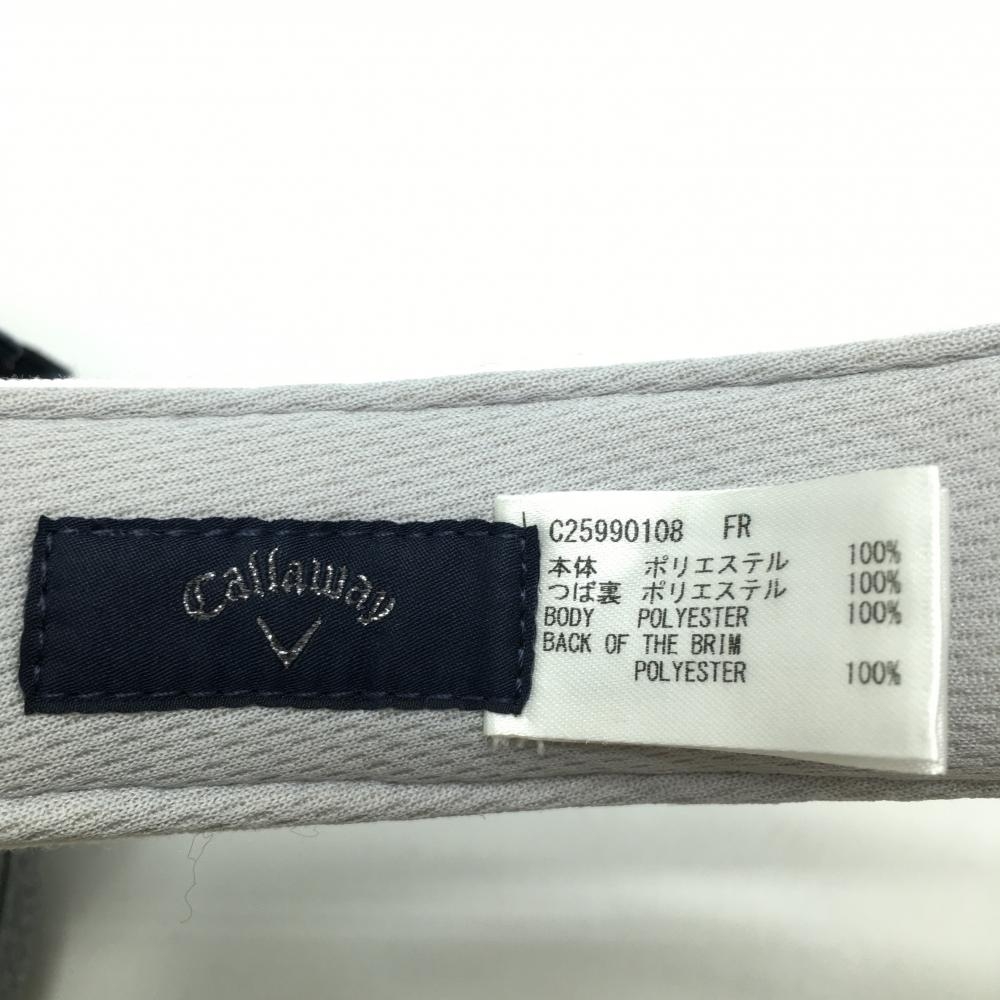 Callaway
C25990108 FR
本体 ポリエステル 100%
つば裏 ポリエステル 100%
BODY POLYESTER 100%
BACK OF THE BRIM
POLYESTER 100%